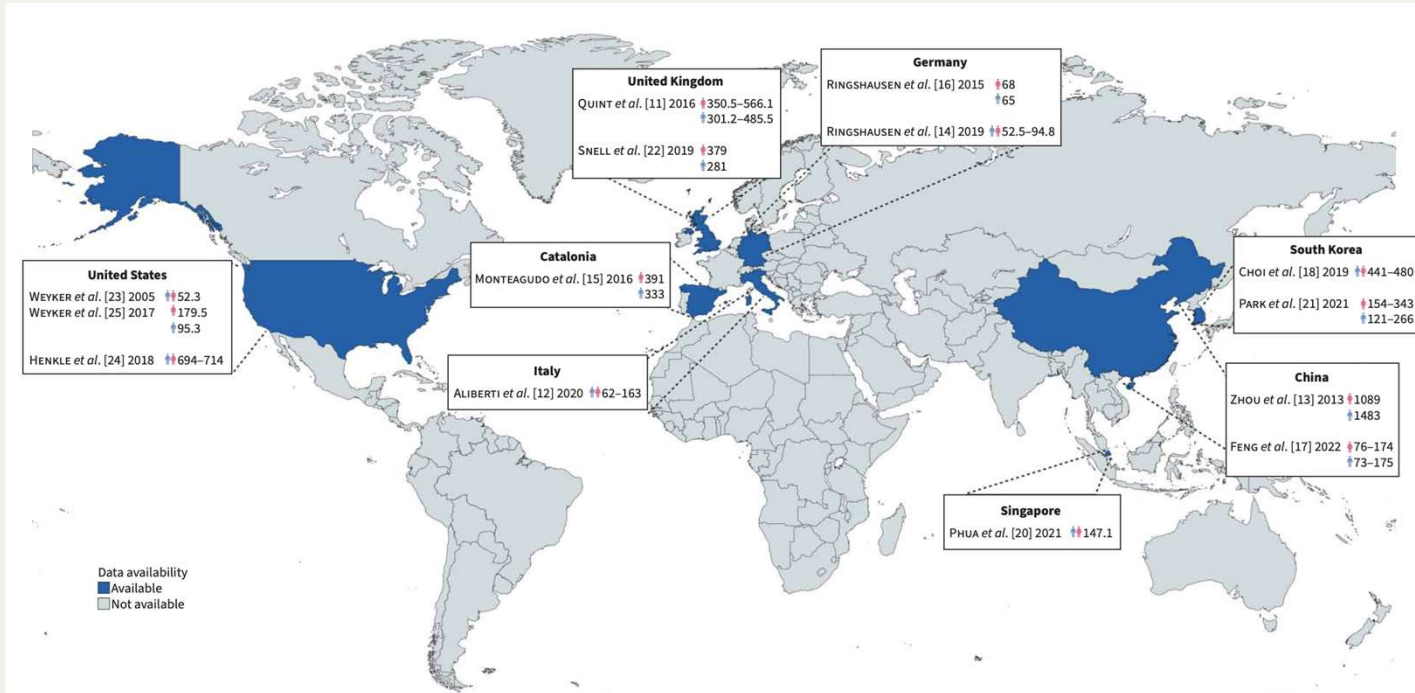 United Kingdom
QUINT et al. [11] 2016 350.5–566.1
301.2–485.5
SNELL et al. [22] 2019 379
281
Germany
RINGSHAUSEN et al. [16] 2015 68
65
RINGSHAUSEN et al. [14] 2019 52.5–94.8
United States
WEYKER et al. [23] 2005 52.3
WEYKER et al. [25] 2017 179.5
95.3
HENKLE et al. [24] 2018 694–714
Catalonia
MONTEAGUDO et al. [15] 2016 391
333
Italy
ALIBERTI et al. [12] 2020 62–163
South Korea
CHOI et al. [18] 2019 441–480
PARK et al. [21] 2021 154–343
121–266
China
ZHOU et al. [13] 2013 1089
1483
FENG et al. [17] 2022 76–174
73–175
Singapore
PHUA et al. [20] 2021 147.1
Data availability
Available
Not available